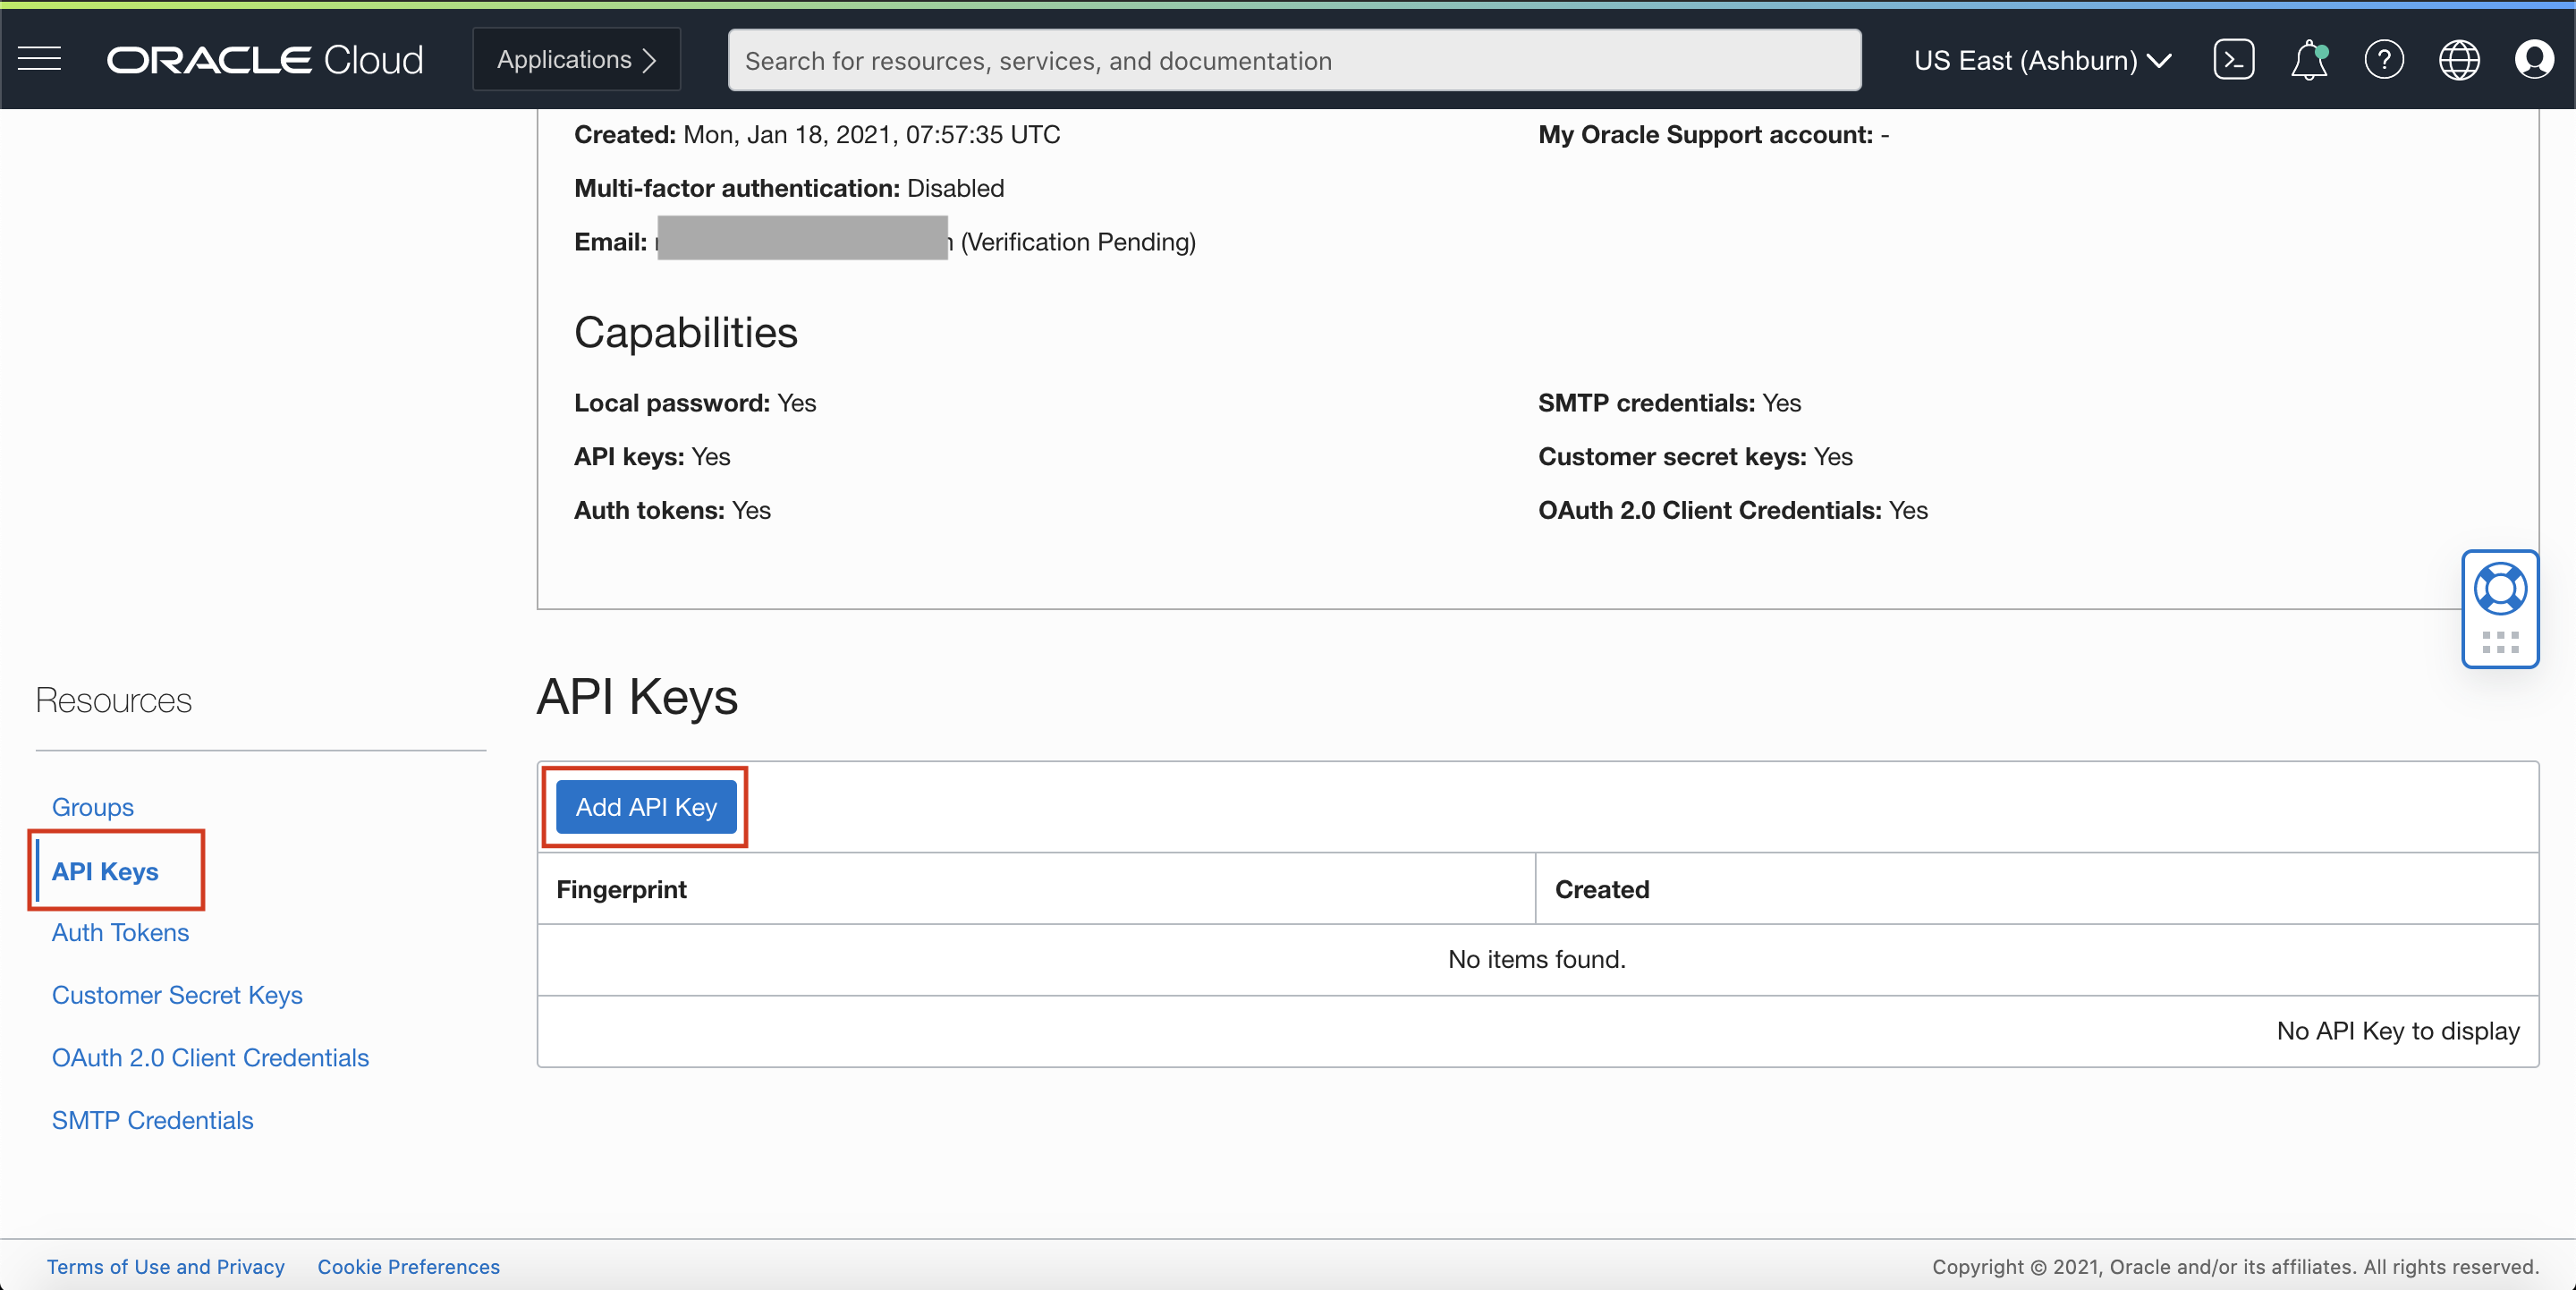 ORACLE Cloud
Applications
Search for resources, services, and documentation
US East (Ashburn)
Created: Mon, Jan 18, 2021, 07:57:35 UTC
My Oracle Support account: -
Multi-factor authentication: Disabled
Email: (Verification Pending)
Capabilities
Local password: Yes
SMTP credentials: Yes
API keys: Yes
Customer secret keys: Yes
Auth tokens: Yes
OAuth 2.0 Client Credentials: Yes
Resources
Groups
API Keys
Auth Tokens
Customer Secret Keys
OAuth 2.0 Client Credentials
SMTP Credentials
API Keys
Add API Key
Fingerprint
Created
No items found.
No API Key to display
Terms of Use and Privacy
Cookie Preferences
Copyright © 2021, Oracle and/or its affiliates. All rights reserved.